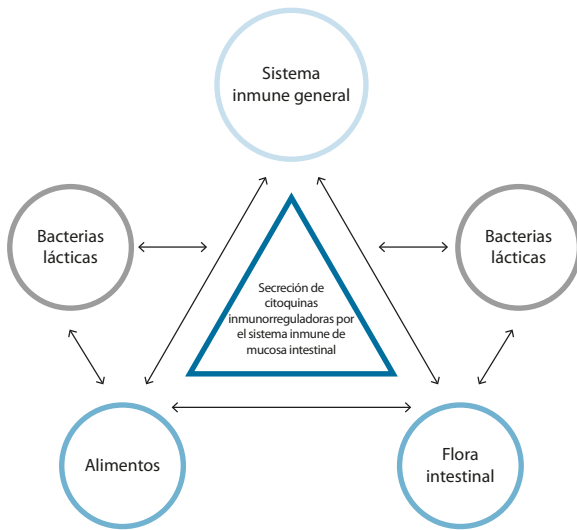 Sistema
inmune general
Bacterias
lácticas
Bacterias
lácticas
Secreción de
citoquinas
inmunorreguladoras por
el sistema inmune de
mucosa intestinal
Alimentos
Flora
intestinal